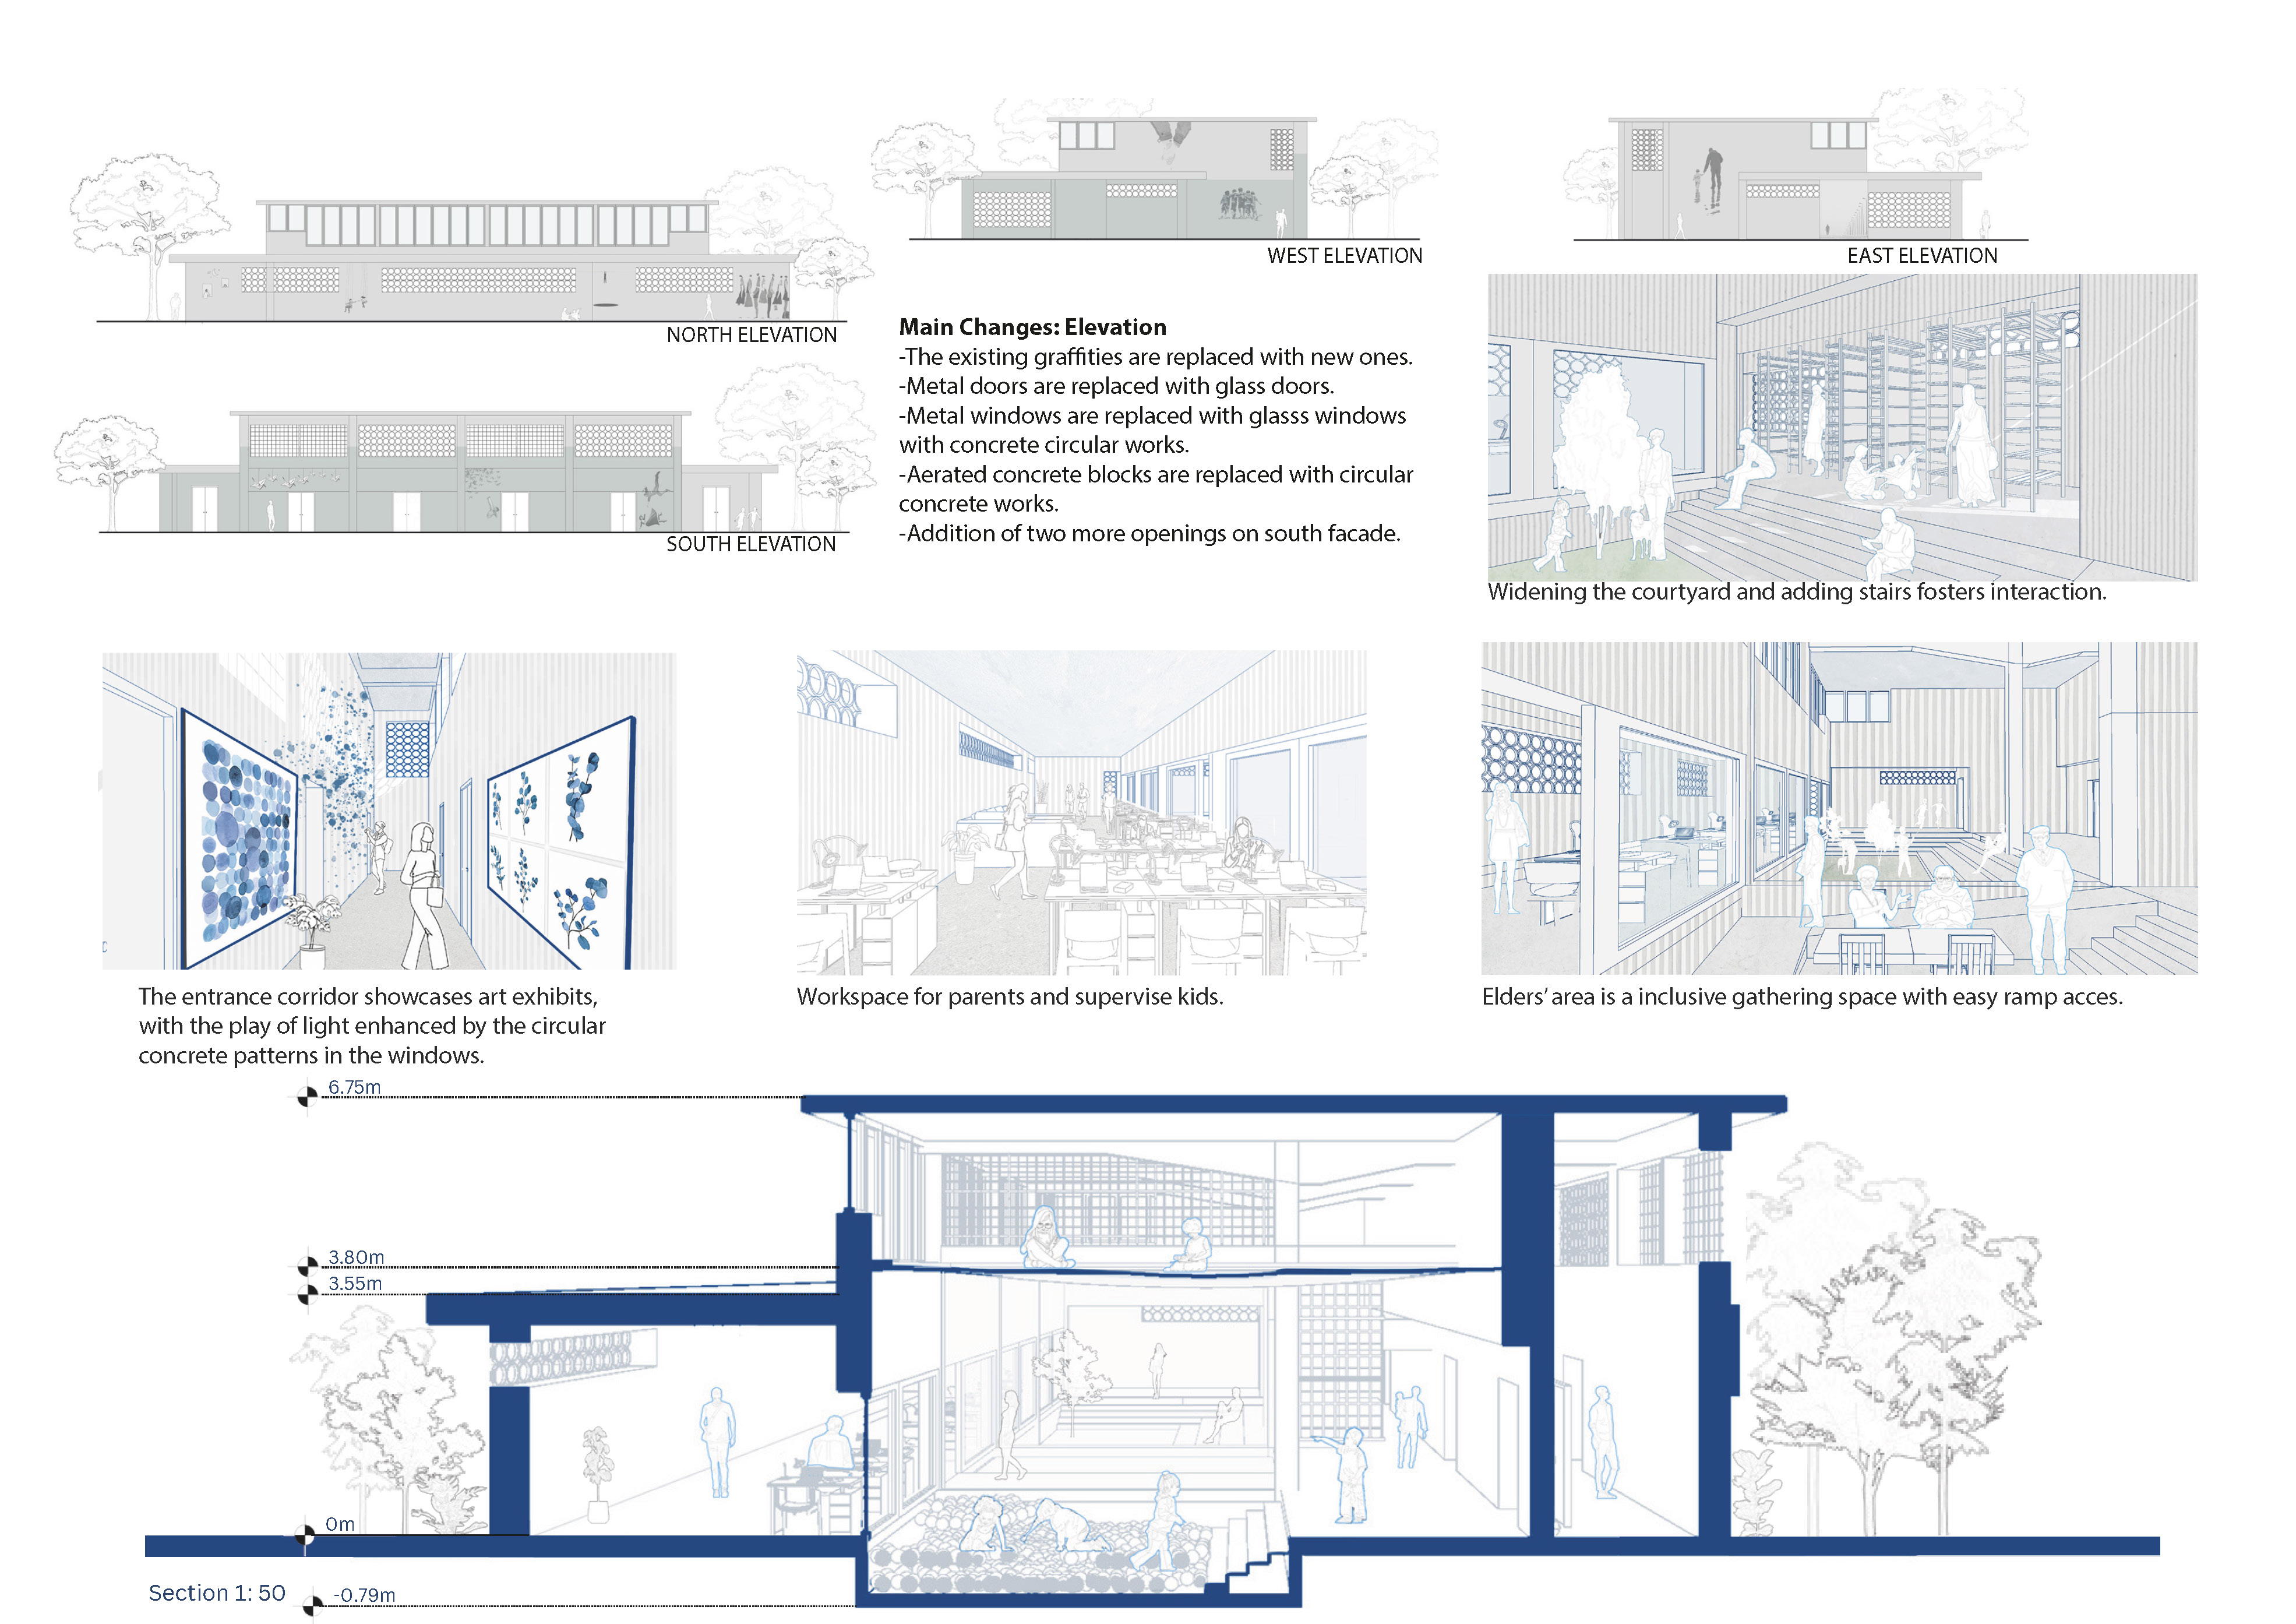 NORTH ELEVATION
WEST ELEVATION
EAST ELEVATION
SOUTH ELEVATION
Main Changes: Elevation
-The existing graffities are replaced with new ones.
-Metal doors are replaced with glass doors.
-Metal windows are replaced with glasss windows
with concrete circular works.
-Aerated concrete blocks are replaced with circular
concrete works.
-Addition of two more openings on south facade.
Widening the courtyard and adding stairs fosters interaction.
The entrance corridor showcases art exhibits,
with the play of light enhanced by the circular
concrete patterns in the windows.
Workspace for parents and supervise kids.
Elders’ area is a inclusive gathering space with easy ramp acces.
6.75m
3.80m
3.55m
0m
Section 1: 50
-0.79m